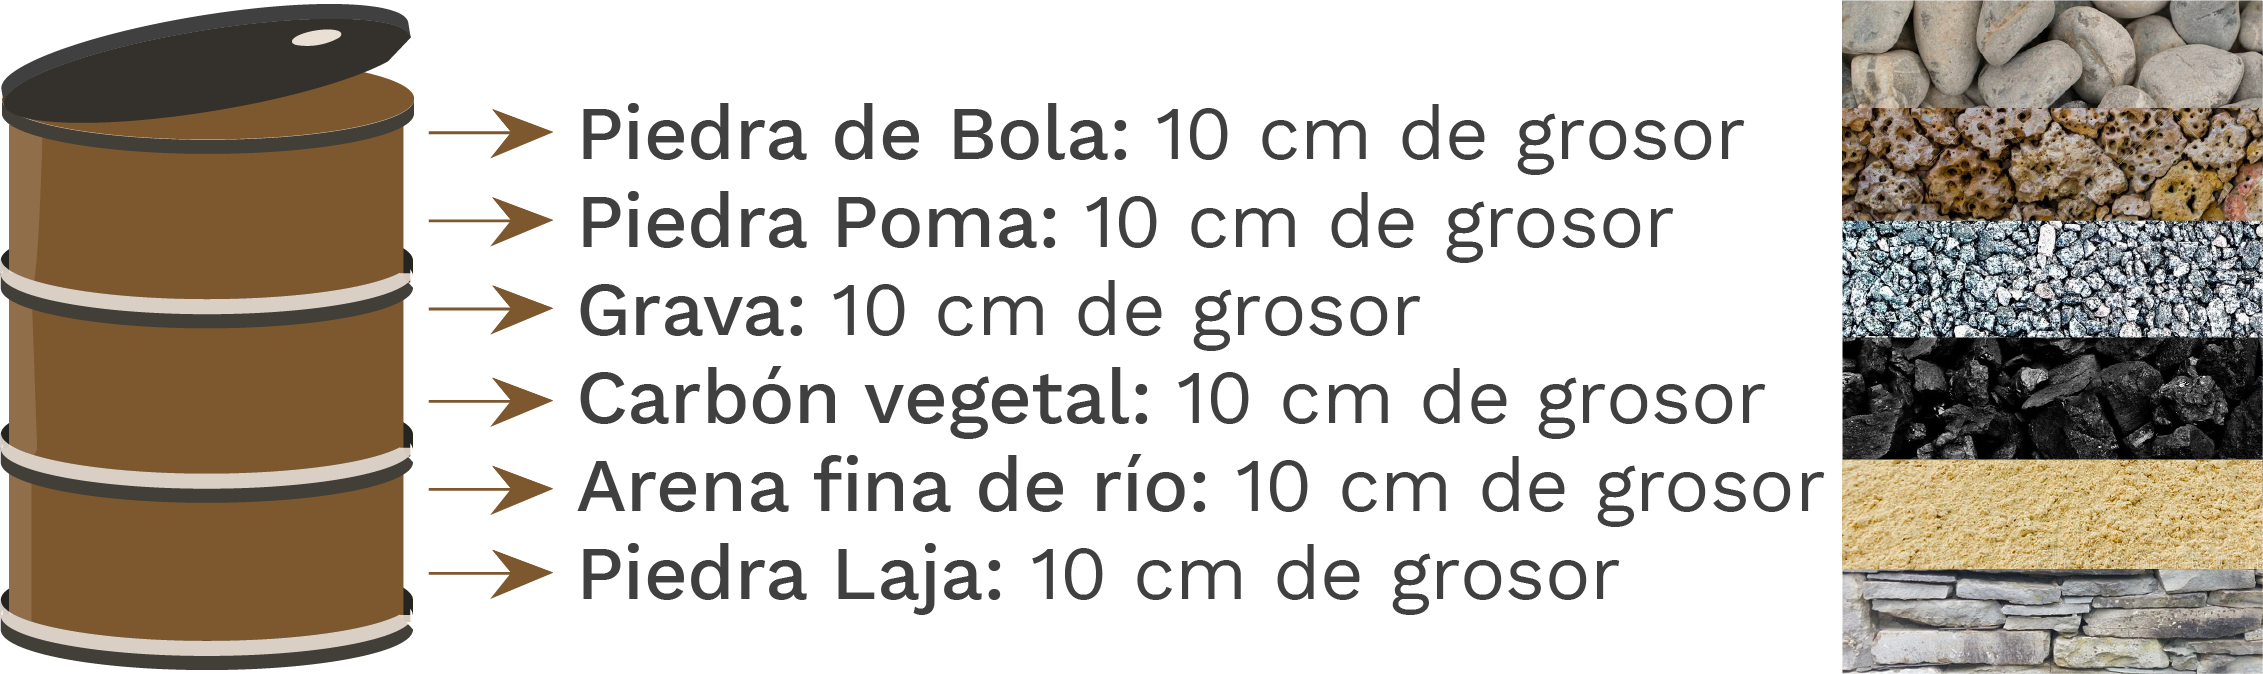 Piedra de Bola: 10 cm de grosor
Piedra Poma: 10 cm de grosor
Grava: 10 cm de grosor
Carbón vegetal: 10 cm de grosor
Arena fina de río: 10 cm de grosor
Piedra Laja: 10 cm de grosor